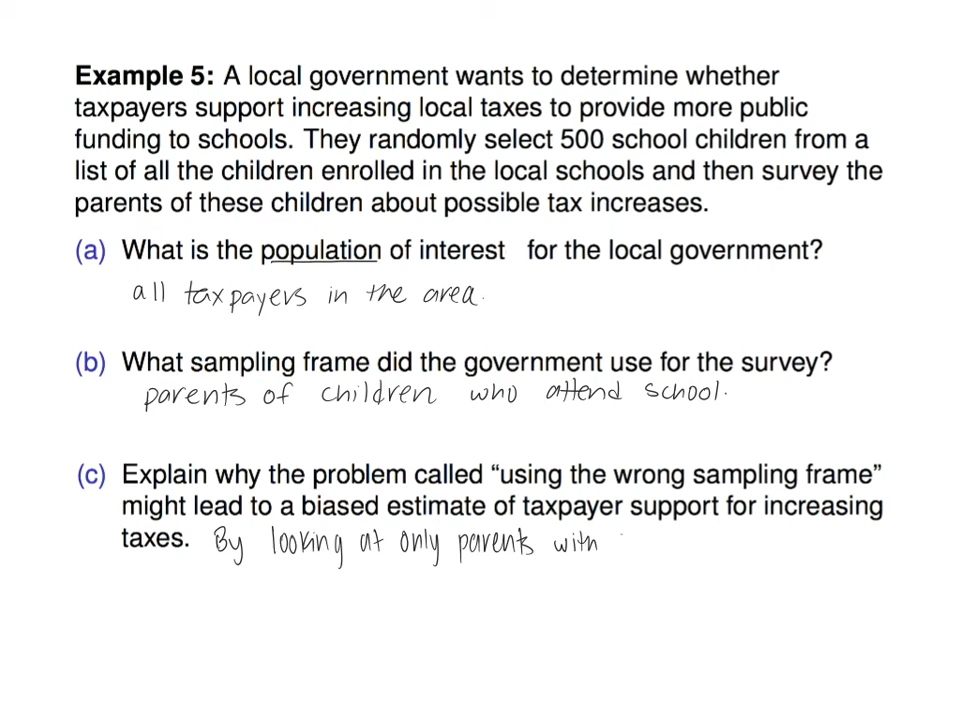 Example 5: A local government wants to determine whether
taxpayers support increasing local taxes to provide more public
funding to schools. They randomly select 500 school children from a
list of all the children enrolled in the local schools and then survey the
parents of these children about possible tax increases.
(a) What is the population of interest for the local government?
all taxpayers in the area.
(b) What sampling frame did the government use for the survey?
parents of children who attend school.
(c) Explain why the problem called “using the wrong sampling frame”
might lead to a biased estimate of taxpayer support for increasing
taxes. By looking at only parents with